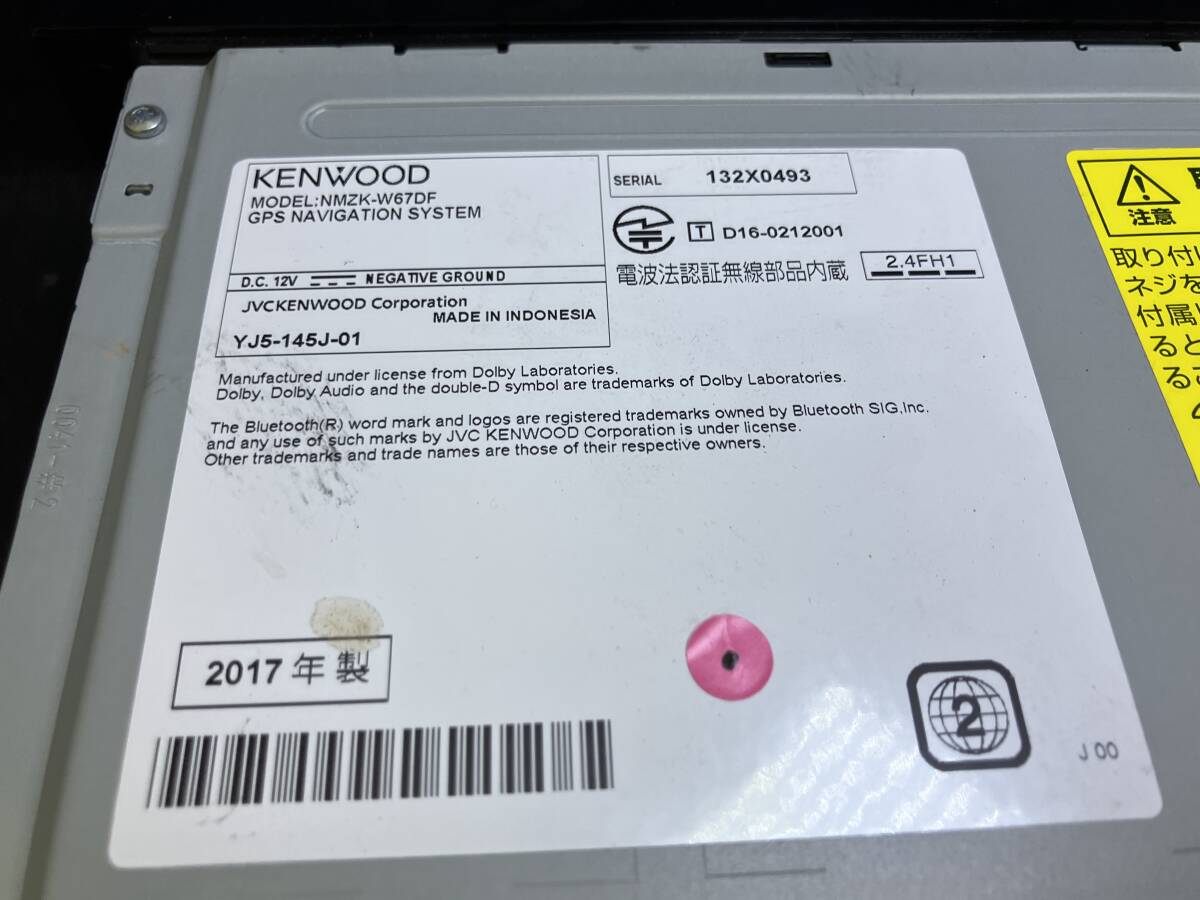 KENWOOD
MODEL:NMZK-W67DF
GPS NAVIGATION SYSTEM
D.C. 12V NEGATIVE GROUND
JVCKENWOOD Corporation
MADE IN INDONESIA
YJ5-145J-01
SERIAL 132X0493
T D16-0212001
電波法認証無線部品内蔵 2.4FH1
Manufactured under license from Dolby Laboratories.
Dolby, Dolby Audio and the double-D symbol are trademarks of Dolby Laboratories.
The Bluetooth(R) word mark and logos are registered trademarks owned by Bluetooth SIG,Inc.
and any use of such marks by JVC KENWOOD Corporation is under license.
Other trademarks and trade names are those of their respective owners.
2017年製
2
J 00
注意
取り付け
ネジを
付属
ると